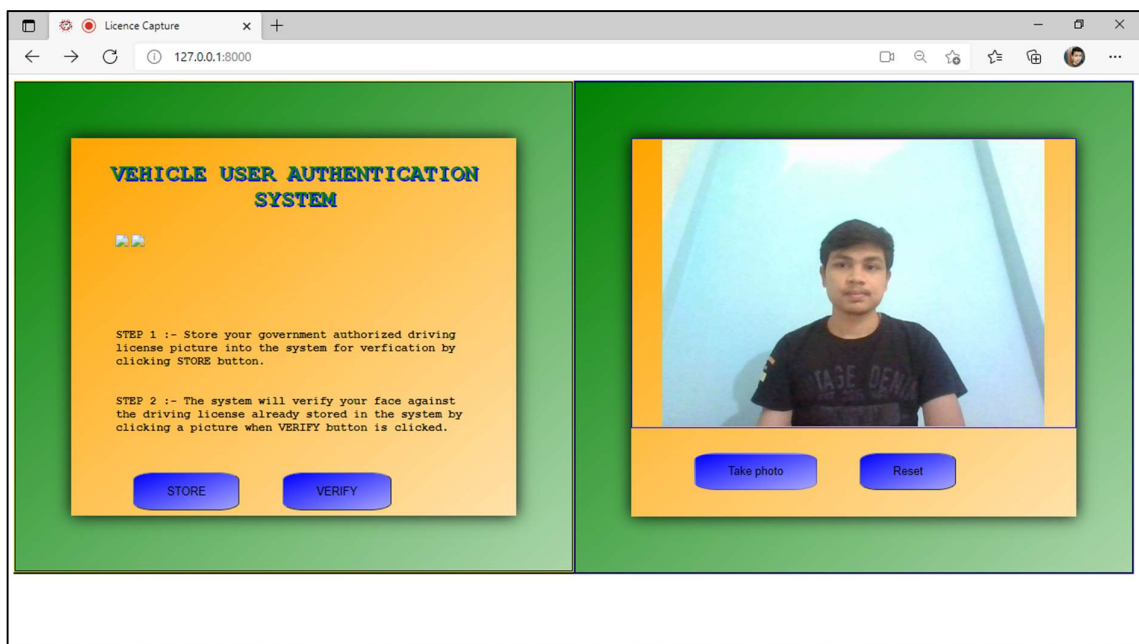 Licence Capture
127.0.0.1:8000
VEHICLE USER AUTHENTICATION
SYSTEM
STEP 1 :- Store your government authorized driving
license picture into the system for verfication by
clicking STORE button.
STEP 2 :- The system will verify your face against
the driving license already stored in the system by
clicking a picture when VERIFY button is clicked.
STORE
VERIFY
Take photo
Reset